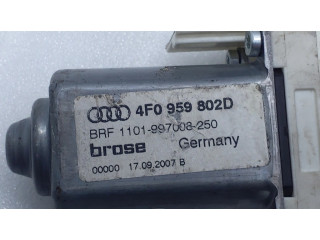 4F0 959 802D
BRF 1101-997008-250
brose Germany
00000 17.09.2007 B